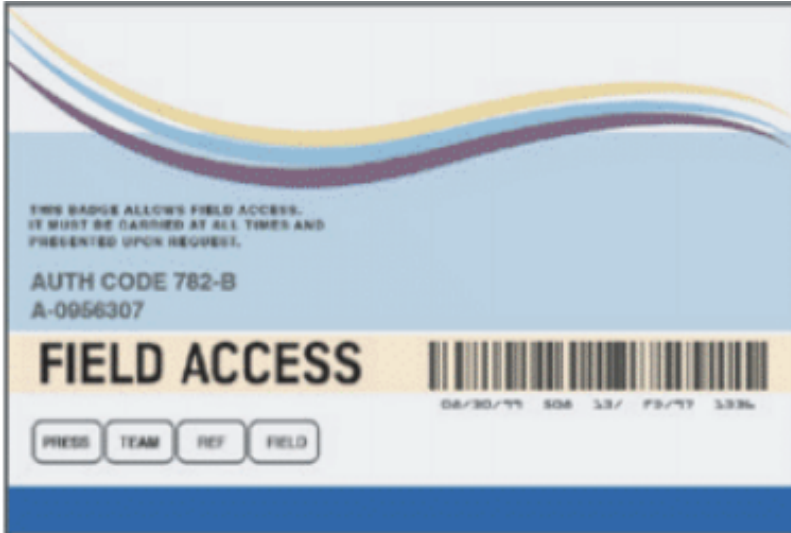 THIS BADGE ALLOWS FIELD ACCESS.
IT MUST BE CARRIED AT ALL TIMES AND
PRESENTED UPON REQUEST.
AUTH CODE 782-B
A-0956307
FIELD ACCESS
PRESS TEAM REF FIELD